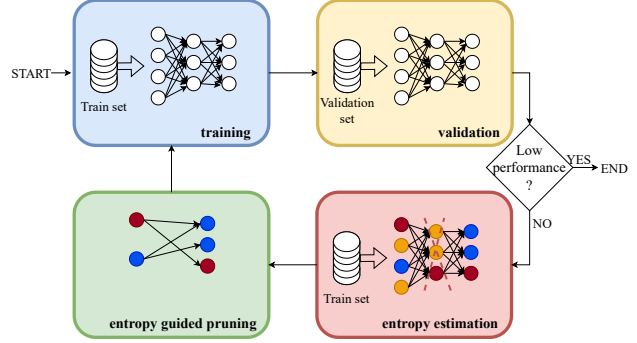 START
Train set
training
Validation
set
validation
Low
performance
?
YES
END
NO
entropy guided pruning
Train set
entropy estimation